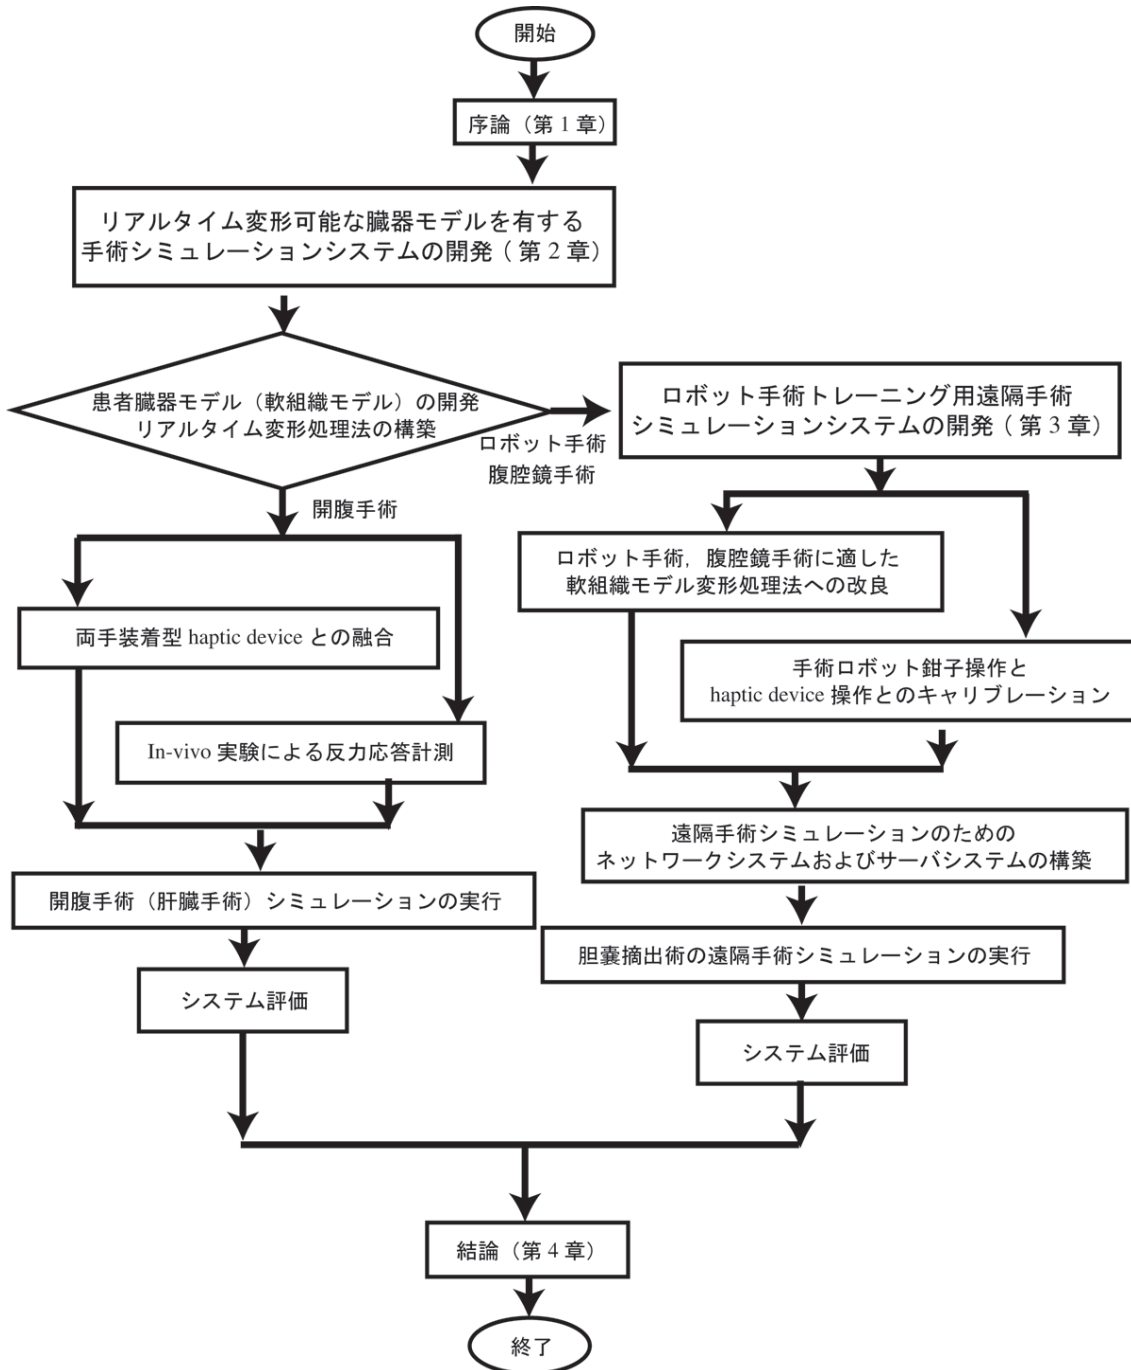 開始
序論（第 1 章）
リアルタイム変形可能な臓器モデルを有する
手術シミュレーションシステムの開発（ 第 2 章）
患者臓器モデル（軟組織モデル）の開発
リアルタイム変形処理法の構築
ロボット手術
腹腔鏡手術
開腹手術
両手装着型 haptic device との融合
In-vivo 実験による反力応答計測
開腹手術（肝臓手術）シミュレーションの実行
システム評価
ロボット手術トレーニング用遠隔手術
シミュレーションシステムの開発（ 第 3 章）
ロボット手術，腹腔鏡手術に適した
軟組織モデル変形処理法への改良
手術ロボット鉗子操作と
haptic device 操作とのキャリブレーション
遠隔手術シミュレーションのための
ネットワークシステムおよびサーバシステムの構築
胆嚢摘出術の遠隔手術シミュレーションの実行
システム評価
結論（第 4 章）
終了